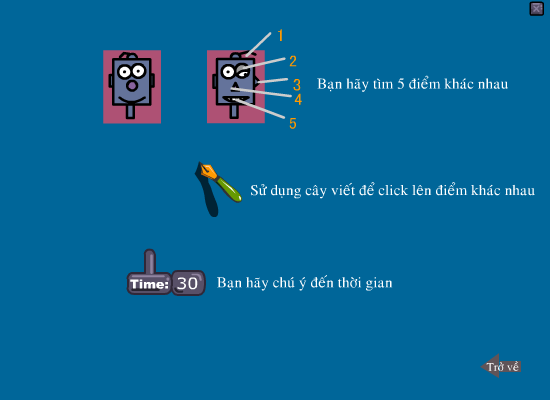 1
2
3
4
5
Bạn hãy tìm 5 điểm khác nhau
Sử dụng cây viết để click lên điểm khác nhau
Time: 30
Bạn hãy chú ý đến thời gian
Trở về